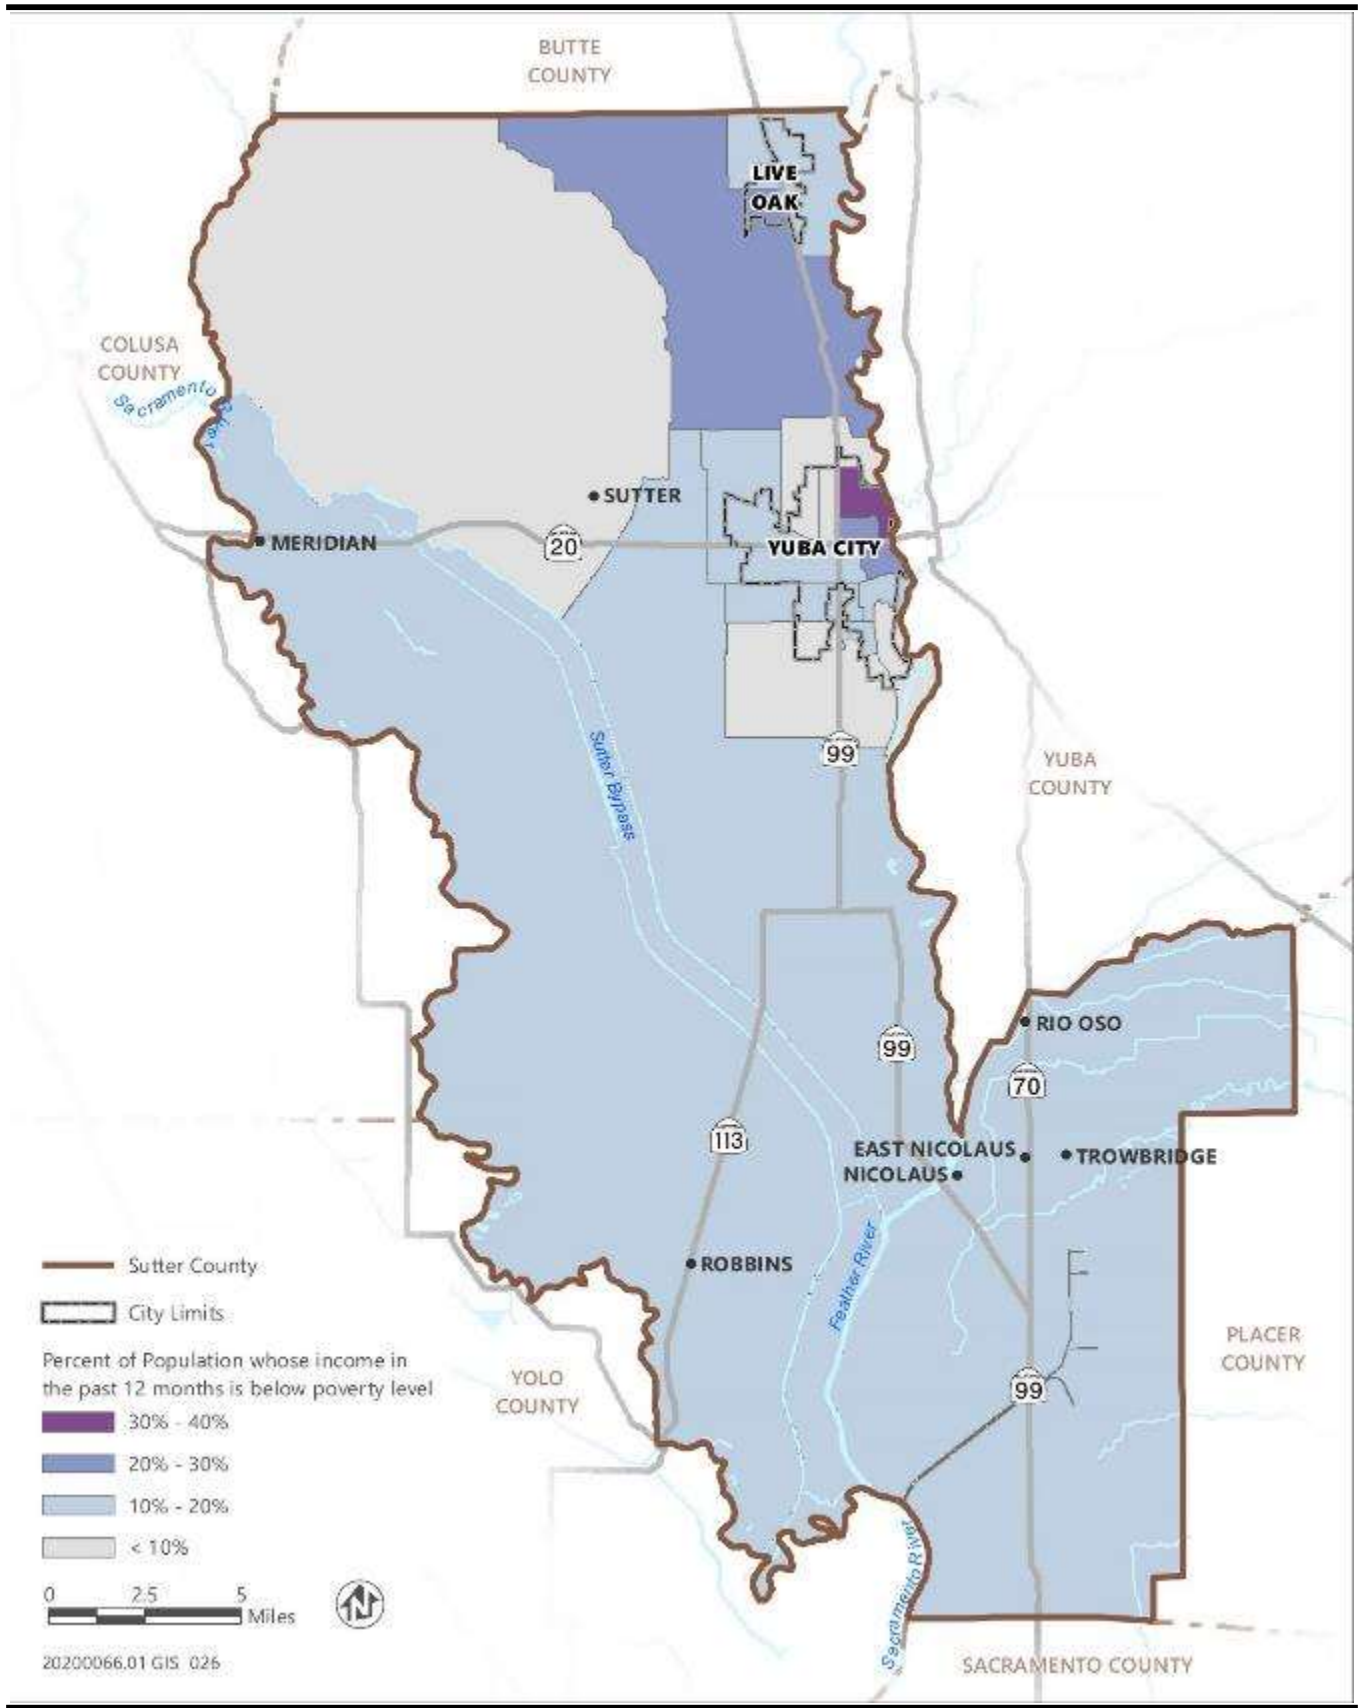 BUTTE
COUNTY
LIVE
OAK
COLUSA
COUNTY
Sacramento River
SUTTER
MERIDIAN
20
YUBA CITY
99
YUBA
COUNTY
Sutter Bypass
RIO OSO
99
70
113
EAST NICOLAUS
TROWBRIDGE
NICOLAUS
Feather River
ROBBINS
Sutter County
City Limits
Percent of Population whose income in
the past 12 months is below poverty level
30% - 40%
20% - 30%
10% - 20%
< 10%
0 2.5 5
Miles
N
20200066.01 GIS 026
YOLO
COUNTY
PLACER
COUNTY
99
Sacramento River
SACRAMENTO COUNTY